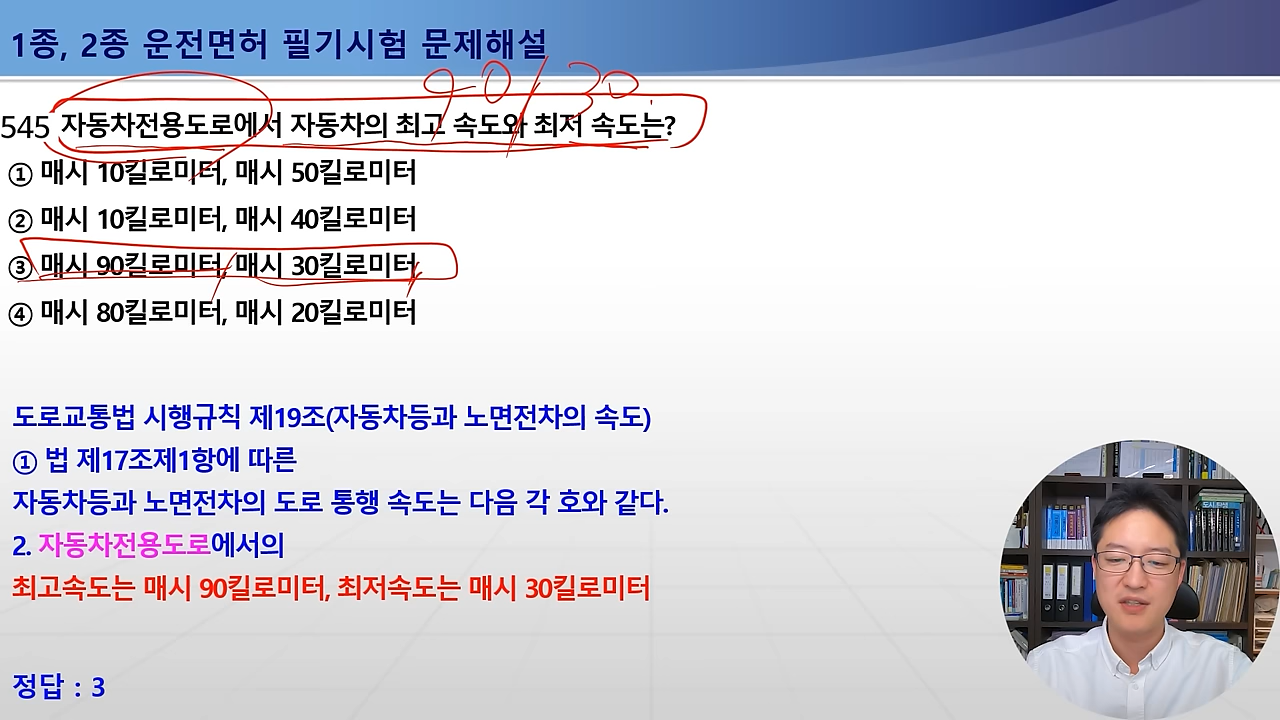 1종, 2종 운전면허 필기시험 문제해설
90/30
545 자동차전용도로에서 자동차의 최고 속도와 최저 속도는?
① 매시 10킬로미터, 매시 50킬로미터
② 매시 10킬로미터, 매시 40킬로미터
③ 매시 90킬로미터, 매시 30킬로미터
④ 매시 80킬로미터, 매시 20킬로미터
도로교통법 시행규칙 제19조(자동차등과 노면전차의 속도)
① 법 제17조제1항에 따른
자동차등과 노면전차의 도로 통행 속도는 다음 각 호와 같다.
2. 자동차전용도로에서의
최고속도는 매시 90킬로미터, 최저속도는 매시 30킬로미터
정답 : 3